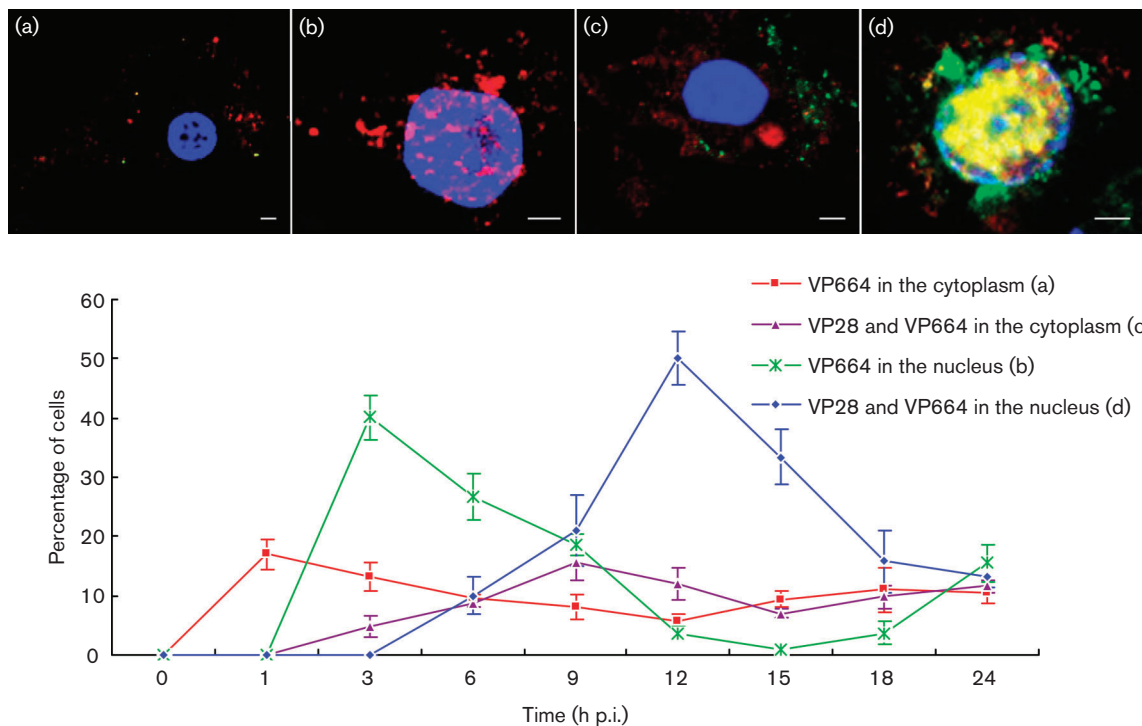 (a)
(b)
(c)
(d)
VP664 in the cytoplasm (a)
VP28 and VP664 in the cytoplasm (c
VP664 in the nucleus (b)
VP28 and VP664 in the nucleus (d)
Percentage of cells
60
50
40
30
20
10
0
0 1 3 6 9 12 15 18 24
Time (h p.i.)